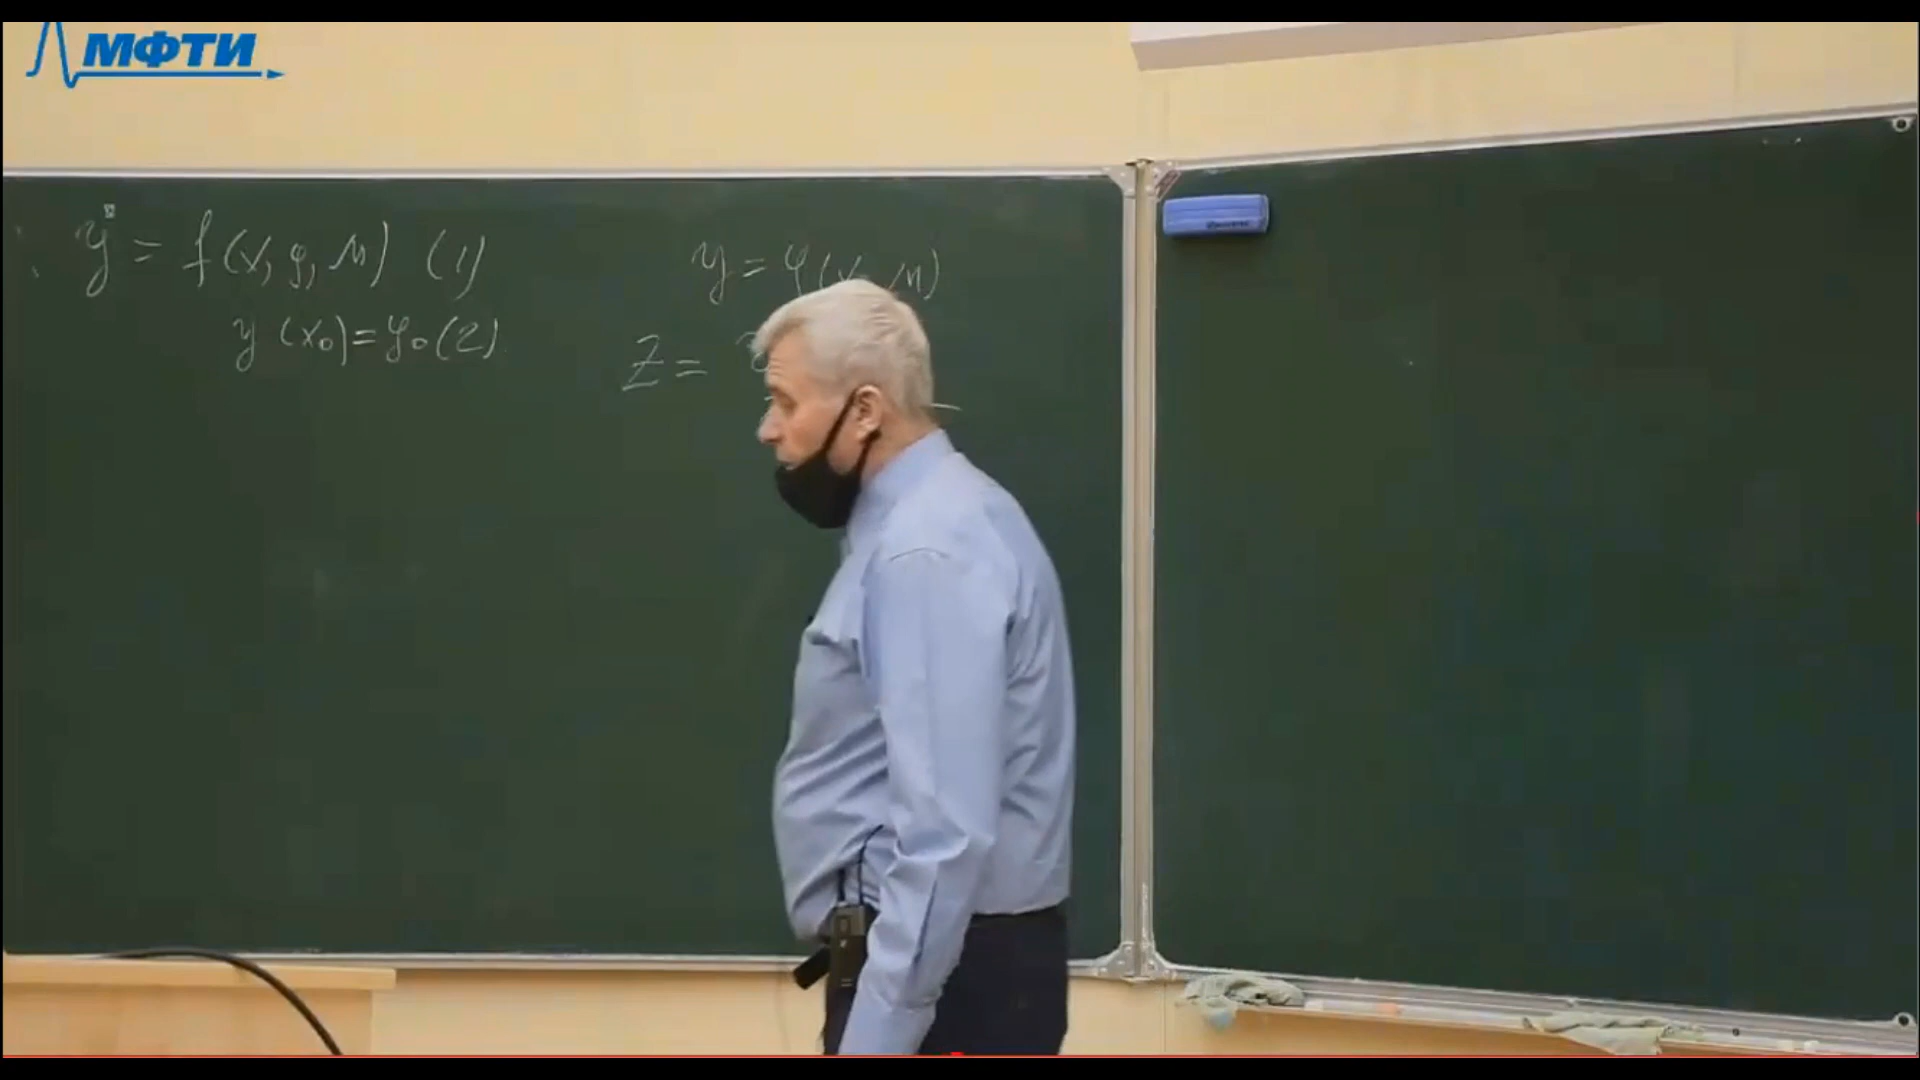 МФТИ
y' = f(x, y, μ) (1)
y = φ(x, μ)
y(x₀) = y₀ (2)
Z =